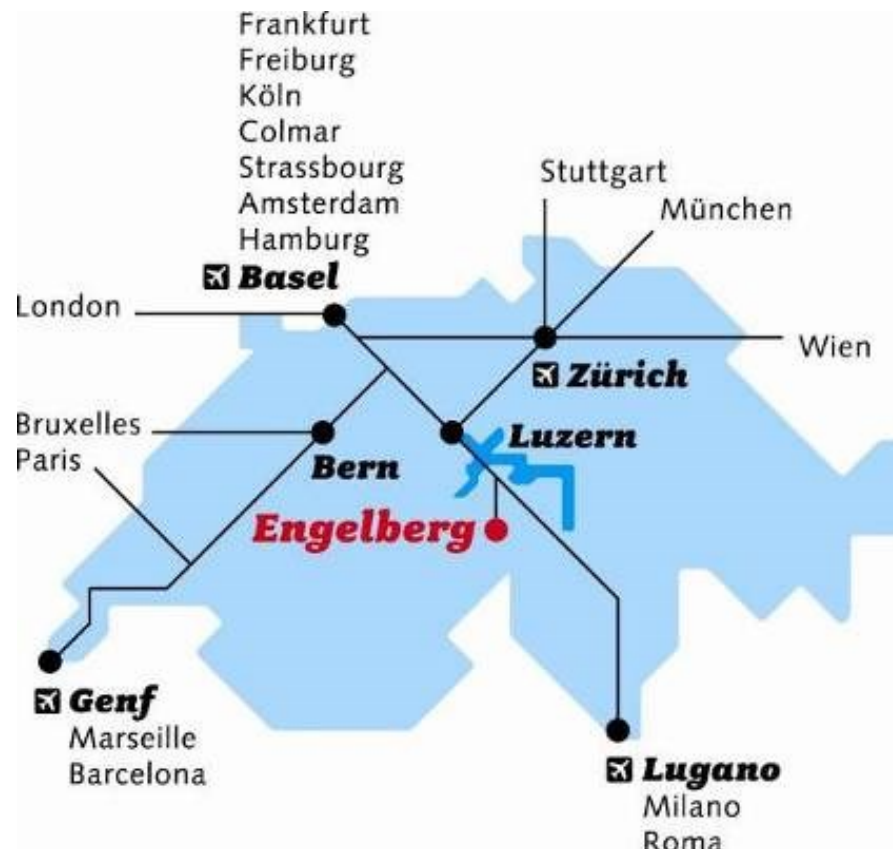 Frankfurt
Freiburg
Köln
Colmar
Strassbourg
Amsterdam
Hamburg
Basel
Stuttgart
München
London
Wien
Zürich
Bruxelles
Paris
Bern
Luzern
Engelberg
Genf
Marseille
Barcelona
Lugano
Milano
Roma